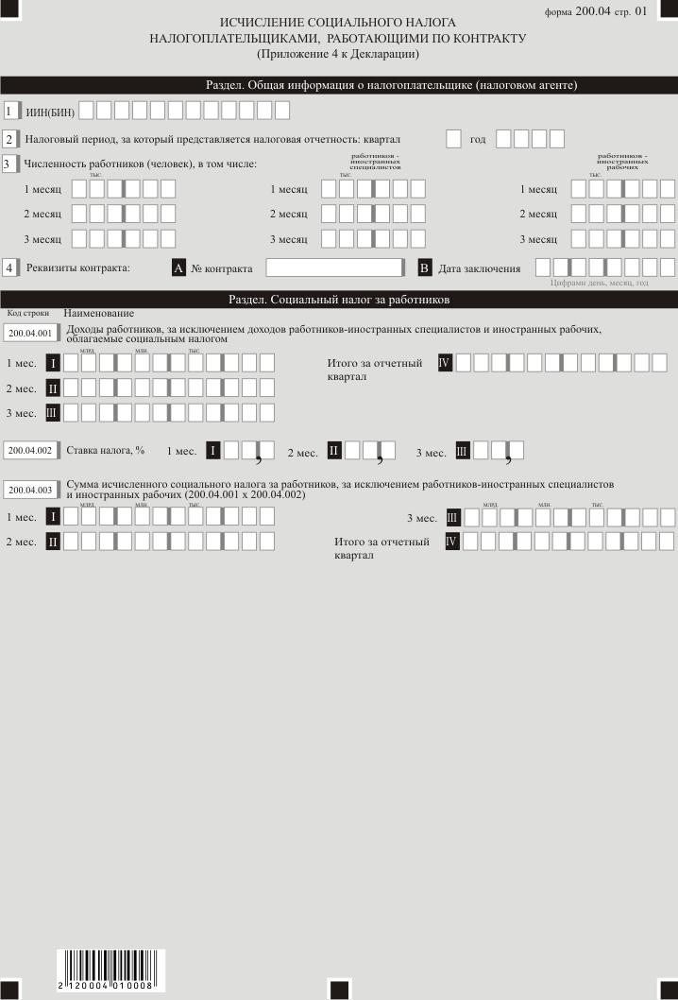 форма 200.04 стр. 01
ИСЧИСЛЕНИЕ СОЦИАЛЬНОГО НАЛОГА
НАЛОГОПЛАТЕЛЬЩИКАМИ, РАБОТАЮЩИМИ ПО КОНТРАКТУ
(Приложение 4 к Декларации)
Раздел. Общая информация о налогоплательщике (налоговом агенте)
1 ИИН(БИН)
2 Налоговый период, за который представляется налоговая отчетность: квартал год
3 Численность работников (человек), в том числе:
работников -
иностранных
специалистов
работников -
иностранных
рабочих
тыс. тыс. тыс.
1 месяц 1 месяц 1 месяц
2 месяц 2 месяц 2 месяц
3 месяц 3 месяц 3 месяц
4 Реквизиты контракта: A № контракта B Дата заключения
Цифрами день, месяц, год
Раздел. Социальный налог за работников
Код строки Наименование
200.04.001 Доходы работников, за исключением доходов работников-иностранных специалистов и иностранных рабочих,
облагаемые социальным налогом
млрд. млн. тыс.
1 мес. I Итого за отчетный IV
квартал
2 мес. II
3 мес. III
200.04.002 Ставка налога, % 1 мес. I , 2 мес. II , 3 мес. III ,
200.04.003 Сумма исчисленного социального налога за работников, за исключением работников-иностранных специалистов
и иностранных рабочих (200.04.001 х 200.04.002)
млрд. млн. тыс. млрд. млн. тыс.
1 мес. I 3 мес. III
2 мес. II Итого за отчетный IV
квартал
2 120004 010008